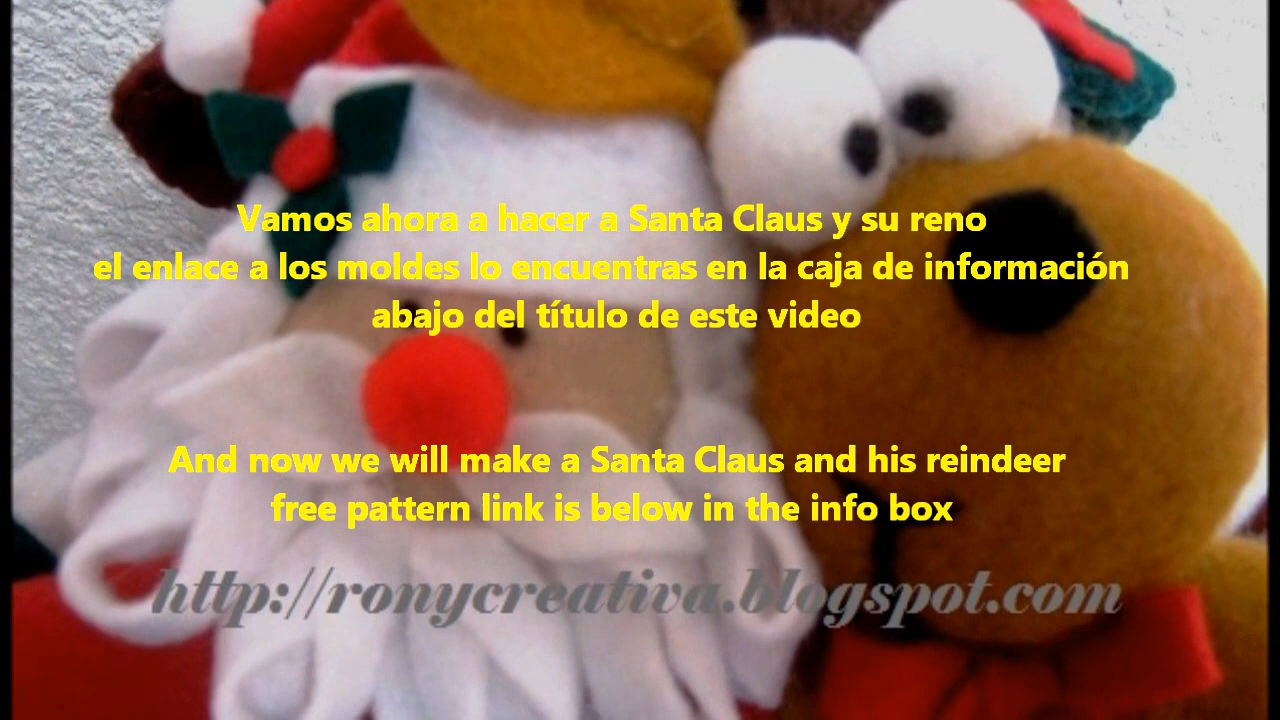 Vamos ahora a hacer a Santa Claus y su reno
el enlace a los moldes lo encuentras en la caja de información
abajo del título de este video
And now we will make a Santa Claus and his reindeer
free pattern link is below in the info box
http://ronycreativa.blogspot.com